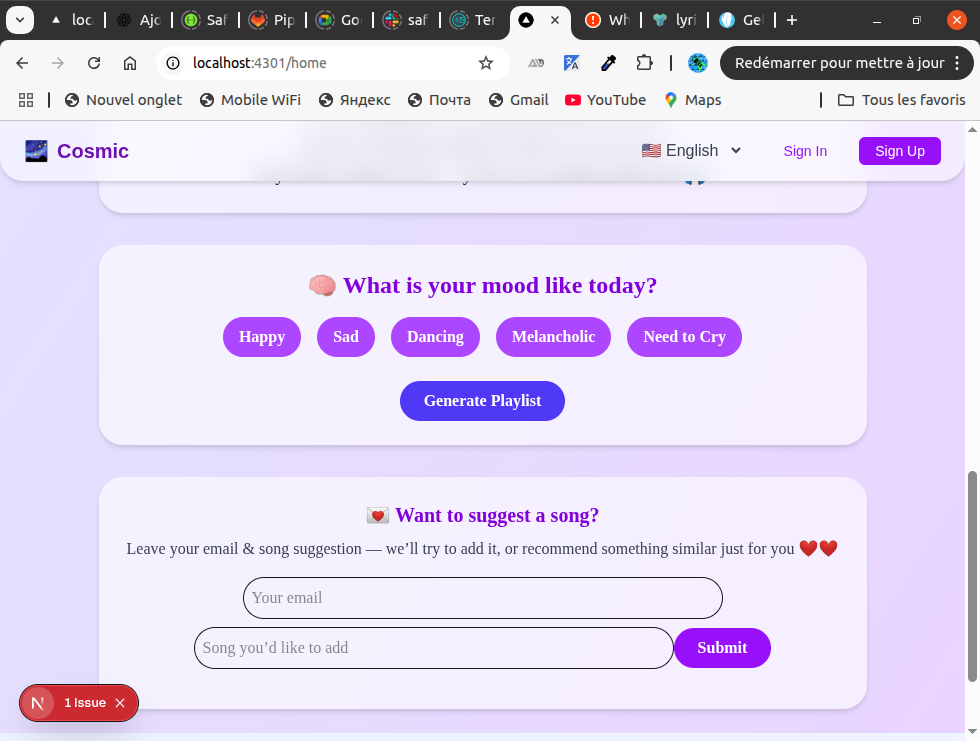 loc
Ajo
Saf
Pip
Goo
saf
Ter
Wh
lyri
Gel
localhost:4301/home
Redémarrer pour mettre à jour
Nouvel onglet
Mobile WiFi
Яндекс
Почта
Gmail
YouTube
Maps
Tous les favoris
Cosmic
English
Sign In
Sign Up
What is your mood like today?
Happy
Sad
Dancing
Melancholic
Need to Cry
Generate Playlist
Want to suggest a song?
Leave your email & song suggestion — we’ll try to add it, or recommend something similar just for you
Your email
Song you’d like to add
Submit
N
1 Issue